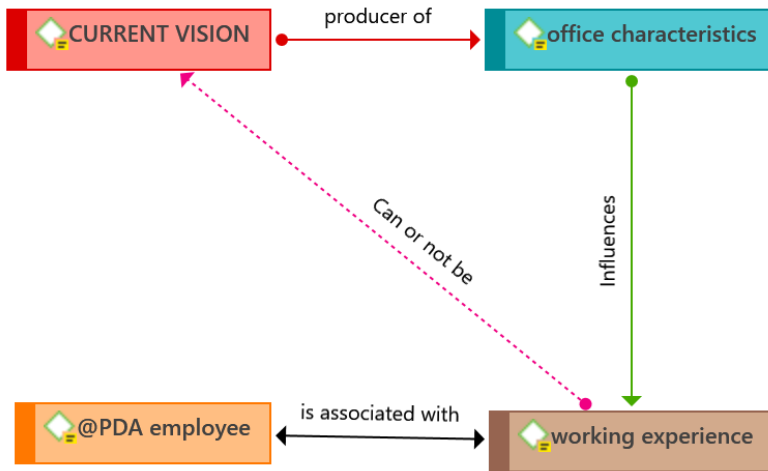 CURRENT VISION
producer of
office characteristics
Can or not be
Influences
@PDA employee
is associated with
working experience